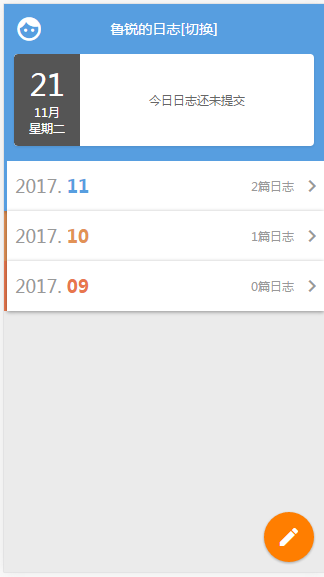 鲁锐的日志[切换]
21
11月
星期二
今日日志还未提交
2017. 11 2篇日志
2017. 10 1篇日志
2017. 09 0篇日志